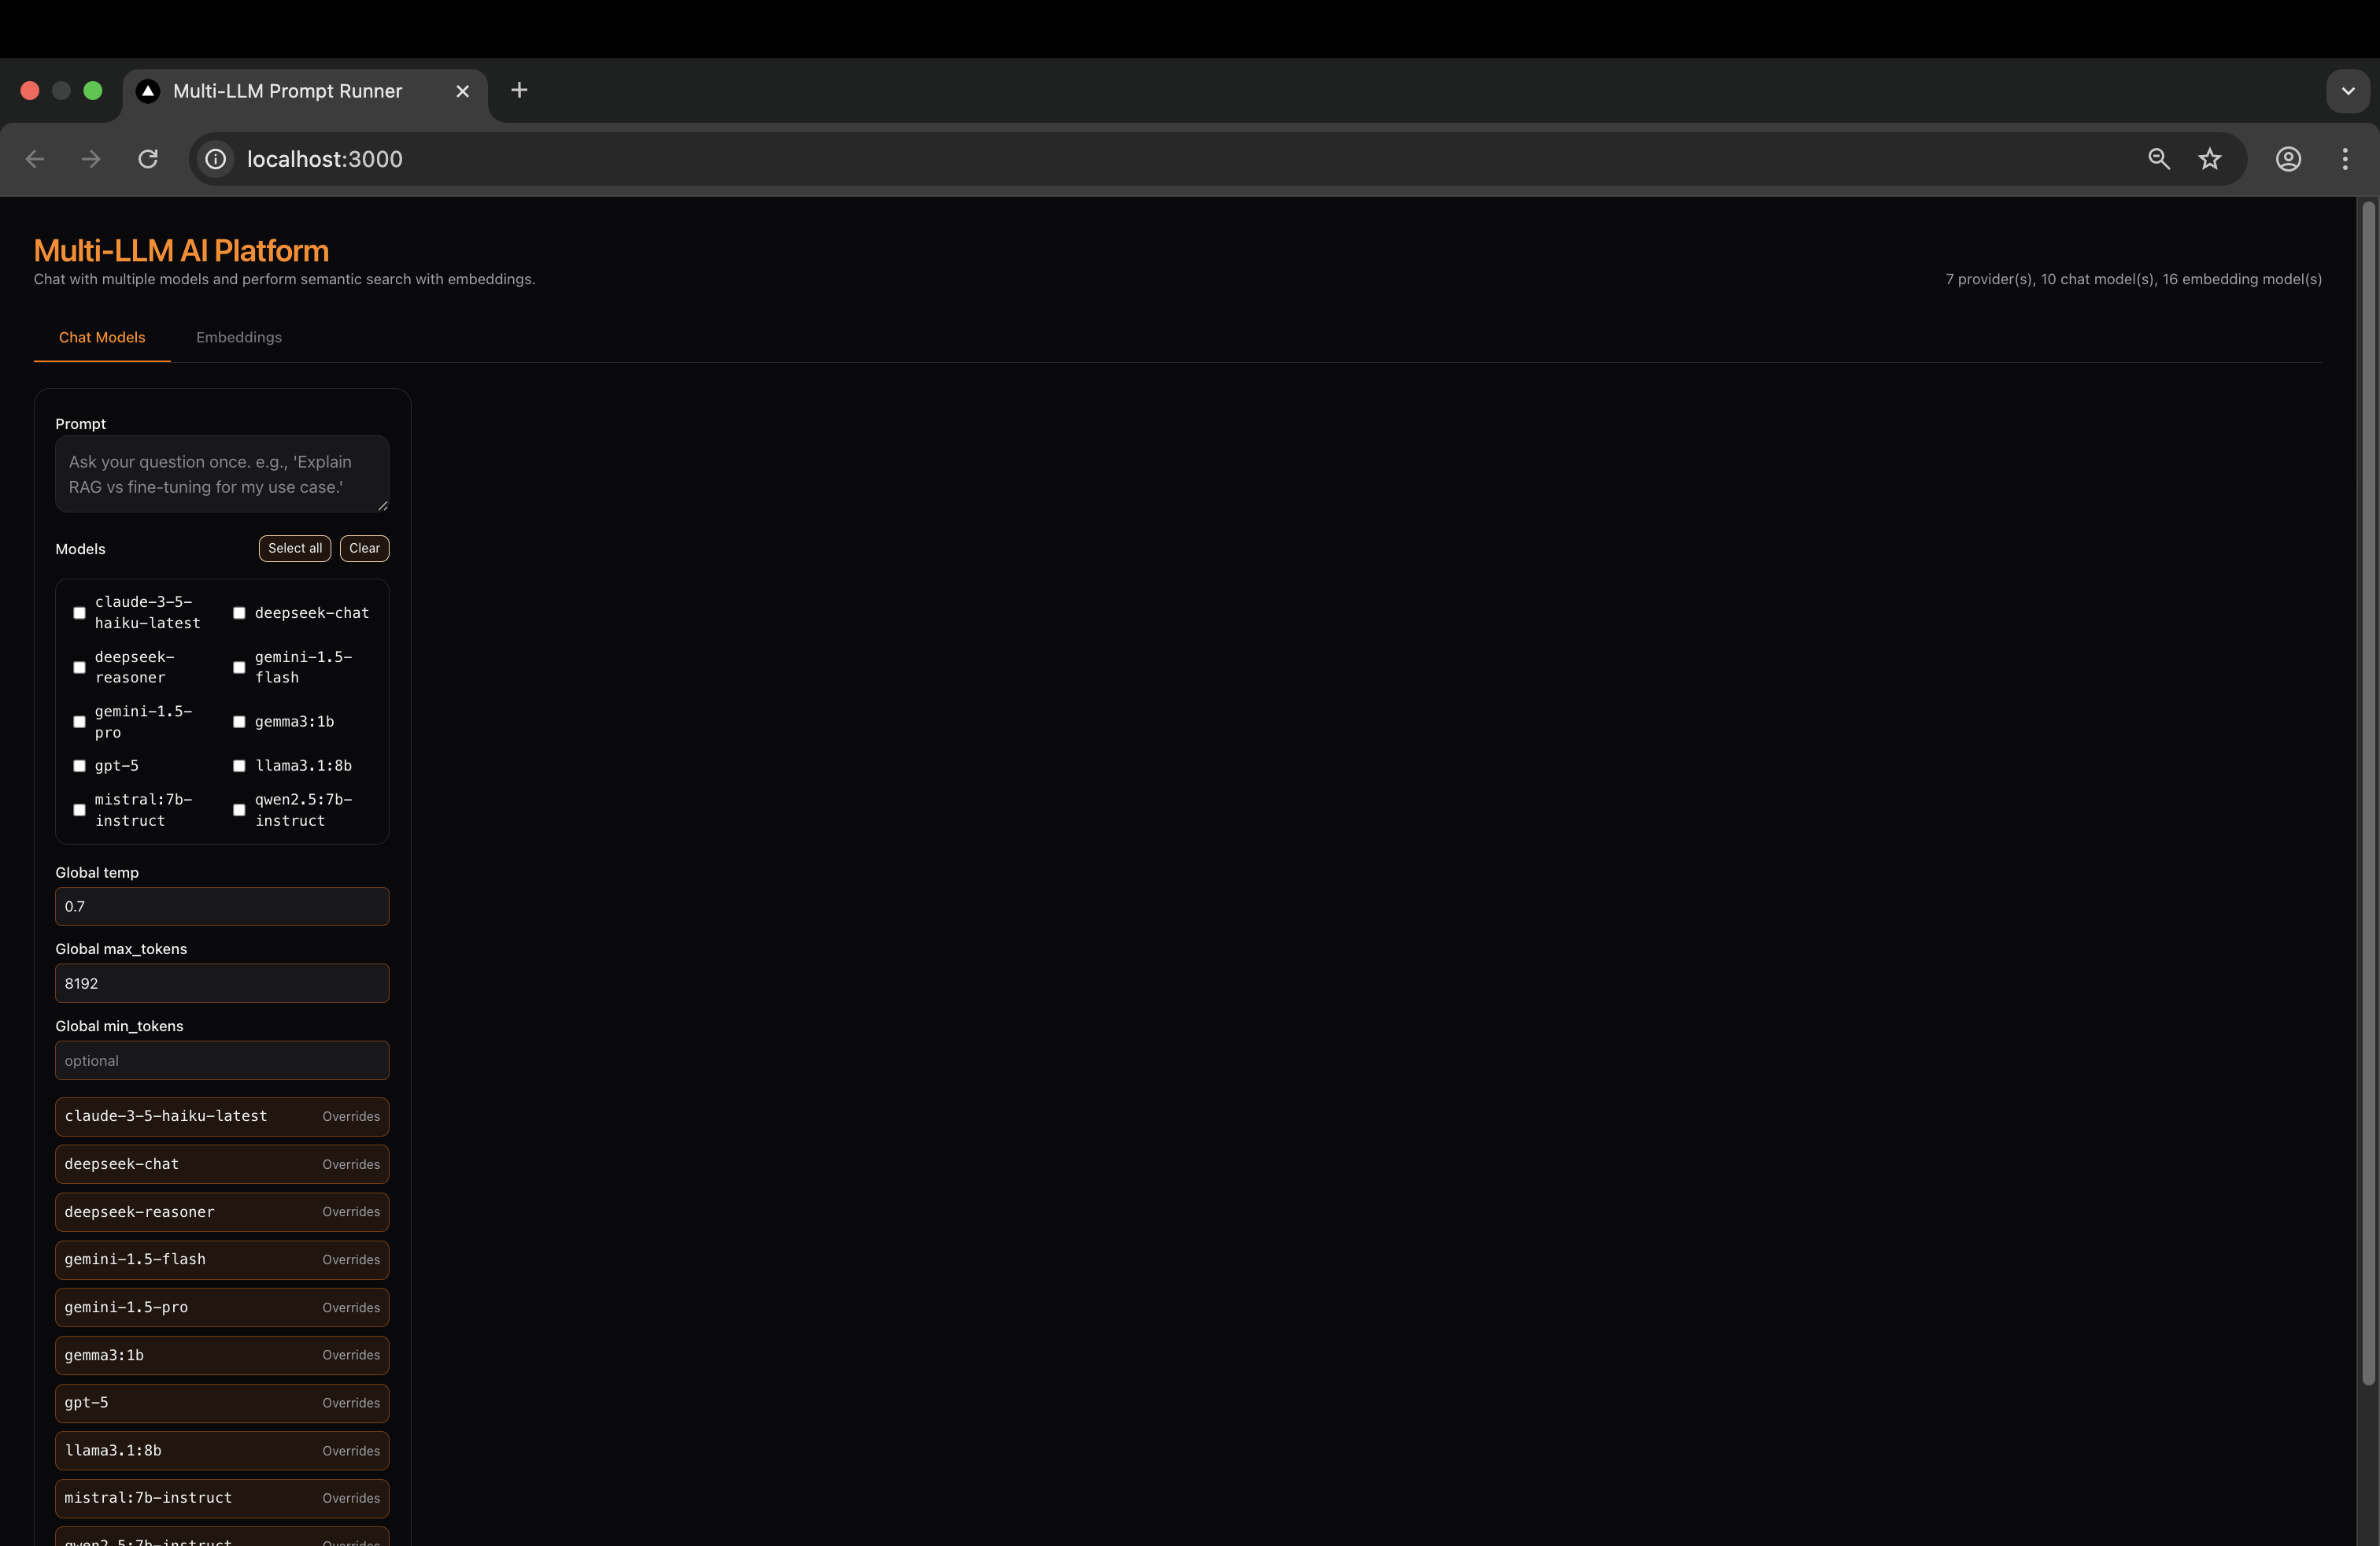 Multi-LLM Prompt Runner
localhost:3000
Multi-LLM AI Platform
Chat with multiple models and perform semantic search with embeddings.
7 provider(s), 10 chat model(s), 16 embedding model(s)
Chat Models
Embeddings
Prompt
Ask your question once. e.g., 'Explain
RAG vs fine-tuning for my use case.'
Models
Select all
Clear
claude-3-5-
haiku-latest
deepseek-chat
deepseek-
reasoner
gemini-1.5-
flash
gemini-1.5-
pro
gemma3:1b
gpt-5
llama3.1:8b
mistral:7b-
instruct
qwen2.5:7b-
instruct
Global temp
0.7
Global max_tokens
8192
Global min_tokens
optional
claude-3-5-haiku-latest Overrides
deepseek-chat Overrides
deepseek-reasoner Overrides
gemini-1.5-flash Overrides
gemini-1.5-pro Overrides
gemma3:1b Overrides
gpt-5 Overrides
llama3.1:8b Overrides
mistral:7b-instruct Overrides
qwen2.5:7b-instruct Overrides